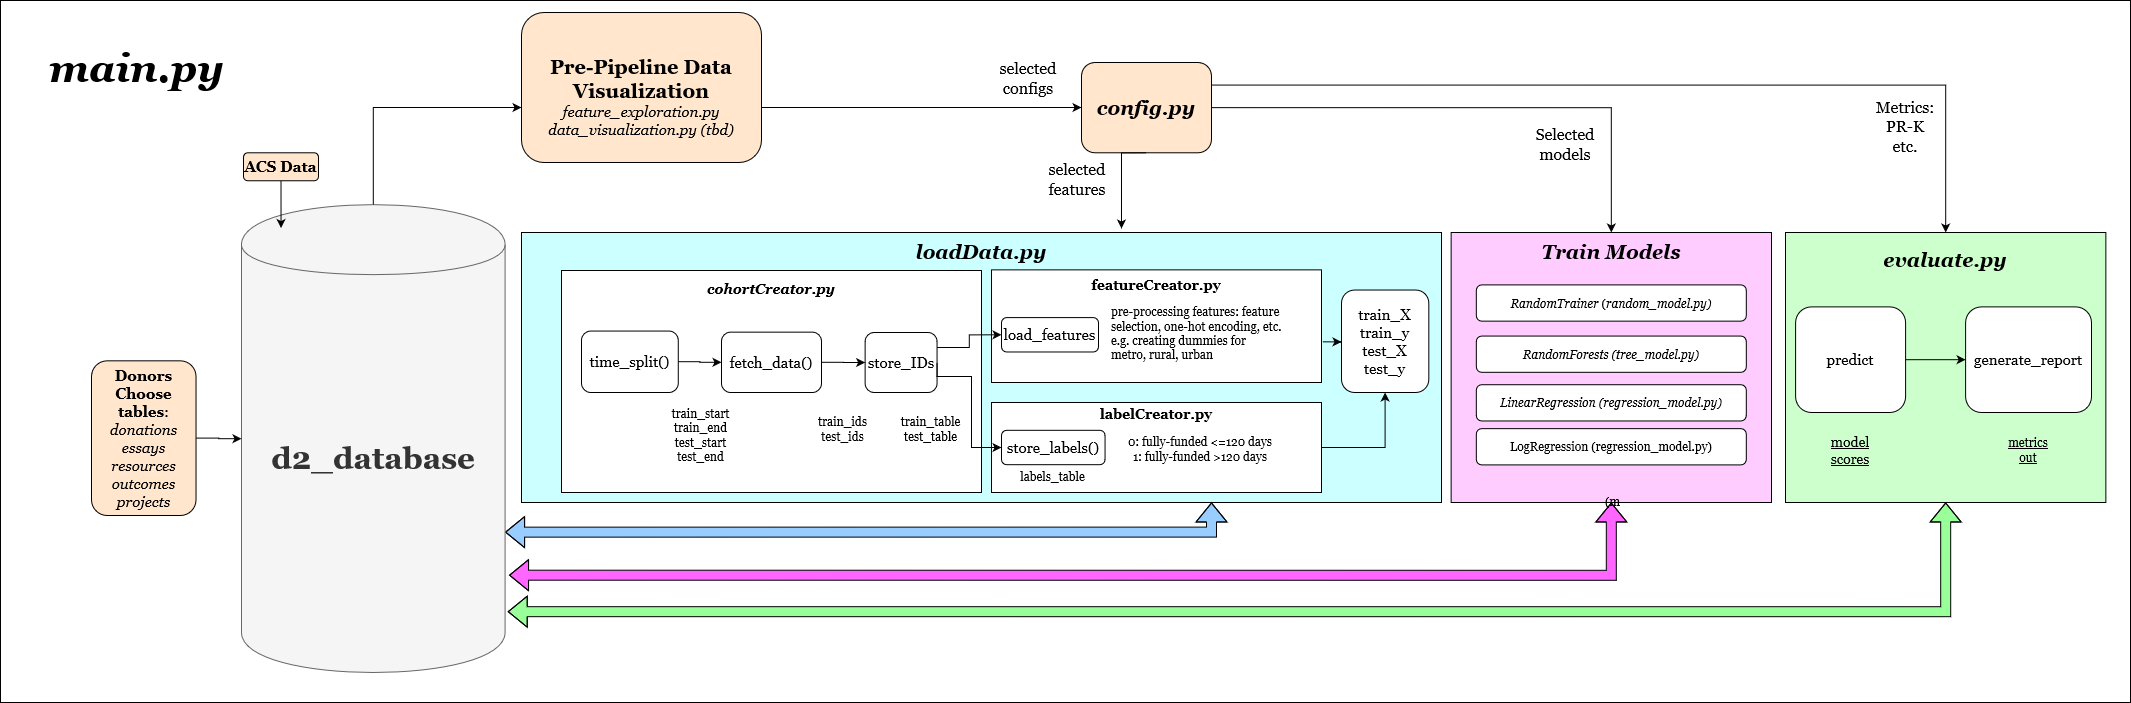 main.py
Pre-Pipeline Data
Visualization
feature_exploration.py
data_visualization.py (tbd)
selected
configs
config.py
Metrics:
PR-K
etc.
Selected
models
selected
features
ACS Data
Donors
Choose
tables:
donations
essays
resources
outcomes
projects
d2_database
loadData.py
cohortCreator.py
time_split()
fetch_data()
store_IDs
train_start
train_end
test_start
test_end
train_ids
test_ids
train_table
test_table
featureCreator.py
load_features
pre-processing features: feature
selection, one-hot encoding, etc.
e.g. creating dummies for
metro, rural, urban
labelCreator.py
store_labels()
labels_table
0: fully-funded <=120 days
1: fully-funded >120 days
train_X
train_y
test_X
test_y
Train Models
RandomTrainer (random_model.py)
RandomForests (tree_model.py)
LinearRegression (regression_model.py)
LogRegression (regression_model.py)
(m
evaluate.py
predict
generate_report
model
scores
metrics
out